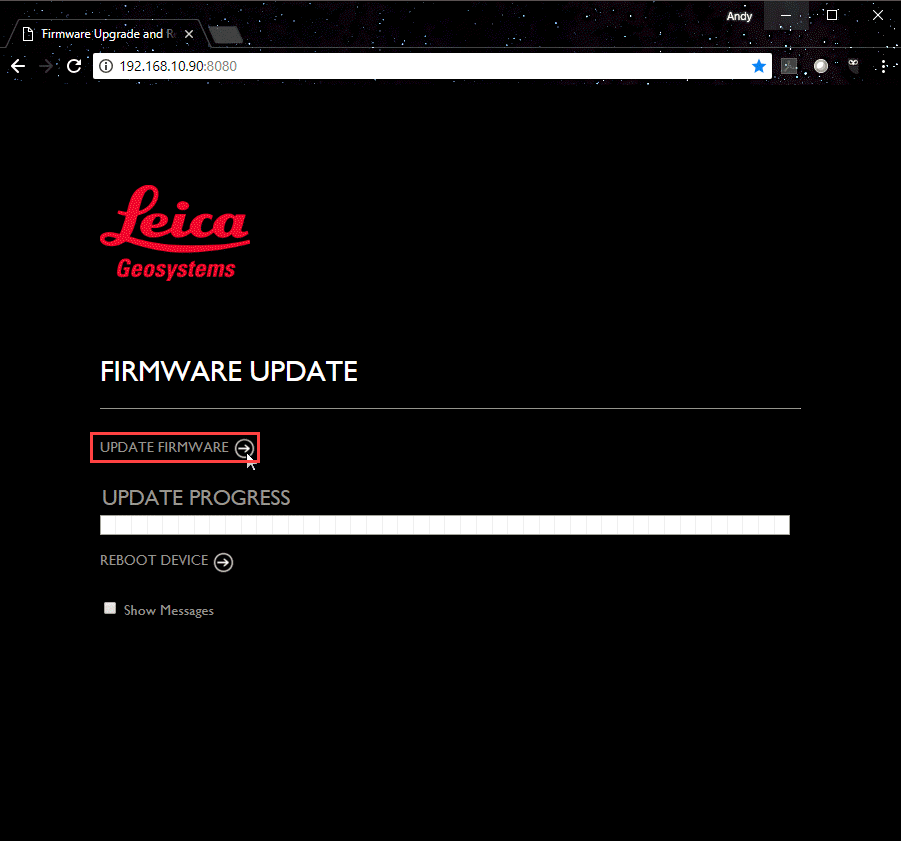 Andy
Firmware Upgrade and R
192.168.10.90:8080
Leica
Geosystems
FIRMWARE UPDATE
UPDATE FIRMWARE
UPDATE PROGRESS
REBOOT DEVICE
Show Messages